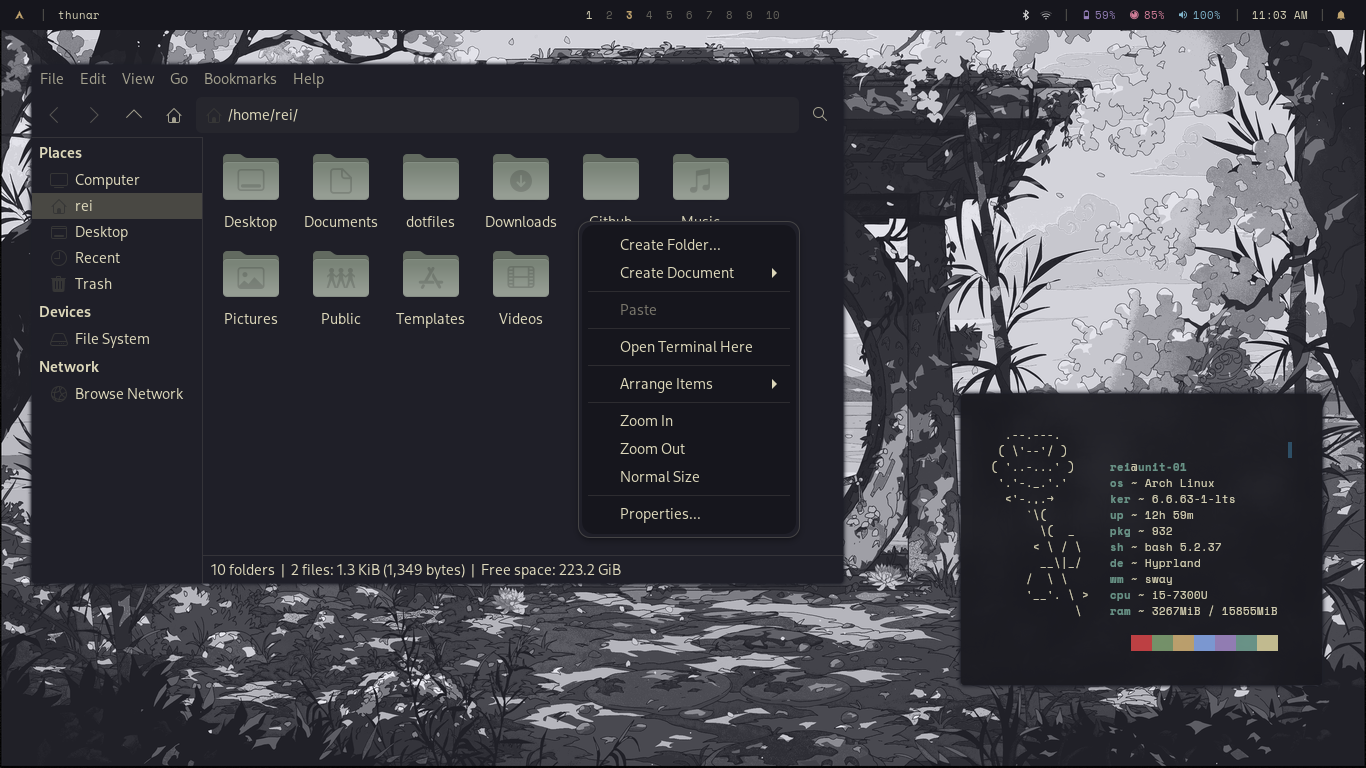 thunar
1 2 3 4 5 6 7 8 9 10
59% 85% 100% 11:03 AM
File Edit View Go Bookmarks Help
/home/rei/
Places
Computer
rei
Desktop
Recent
Trash
Devices
File System
Network
Browse Network
Desktop Documents dotfiles Downloads Github Music
Pictures Public Templates Videos
Create Folder...
Create Document
Paste
Open Terminal Here
Arrange Items
Zoom In
Zoom Out
Normal Size
Properties...
10 folders | 2 files: 1.3 KiB (1,349 bytes) | Free space: 223.2 GiB
rei@unit-01
os ~ Arch Linux
ker ~ 6.6.63-1-lts
up ~ 12h 59m
pkg ~ 932
sh ~ bash 5.2.37
de ~ Hyprland
wm ~ sway
cpu ~ i5-7300U
ram ~ 3267MiB / 15855MiB